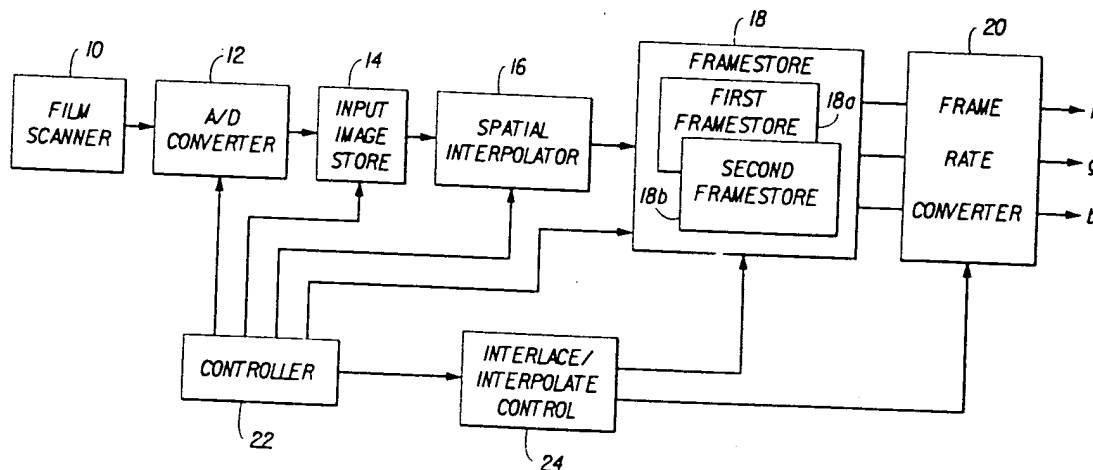 10
FILM
SCANNER
12
A/D
CONVERTER
14
INPUT
IMAGE
STORE
16
SPATIAL
INTERPOLATOR
18
FRAMESTORE
FIRST
FRAMESTORE
18a
SECOND
FRAMESTORE
18b
20
FRAME
RATE
CONVERTER
g
CONTROLLER
22
INTERLACE/
INTERPOLATE
CONTROL
24